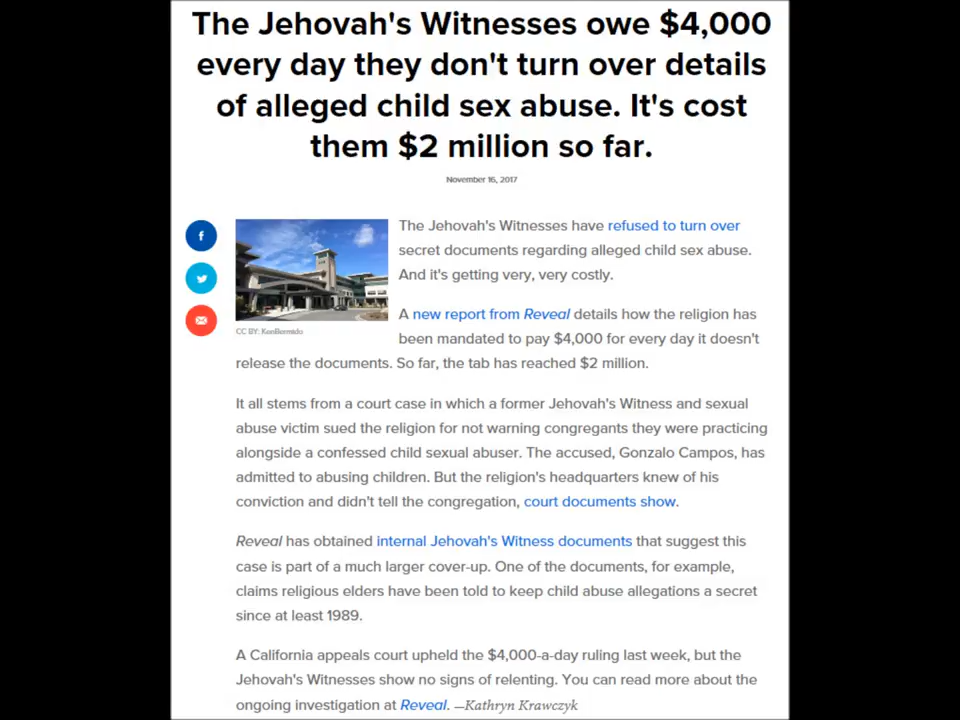 The Jehovah's Witnesses owe $4,000
every day they don't turn over details
of alleged child sex abuse. It's cost
them $2 million so far.
November 16, 2017
The Jehovah's Witnesses have refused to turn over
secret documents regarding alleged child sex abuse.
And it's getting very, very costly.
CC BY: KenBermido
A new report from Reveal details how the religion has
been mandated to pay $4,000 for every day it doesn't
release the documents. So far, the tab has reached $2 million.
It all stems from a court case in which a former Jehovah's Witness and sexual
abuse victim sued the religion for not warning congregants they were practicing
alongside a confessed child sexual abuser. The accused, Gonzalo Campos, has
admitted to abusing children. But the religion's headquarters knew of his
conviction and didn't tell the congregation, court documents show.
Reveal has obtained internal Jehovah's Witness documents that suggest this
case is part of a much larger cover-up. One of the documents, for example,
claims religious elders have been told to keep child abuse allegations a secret
since at least 1989.
A California appeals court upheld the $4,000-a-day ruling last week, but the
Jehovah's Witnesses show no signs of relenting. You can read more about the
ongoing investigation at Reveal. —Kathryn Krawczyk